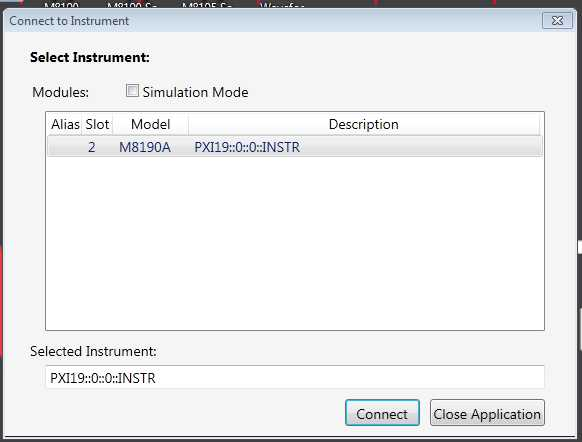 Connect to Instrument
Select Instrument:
Modules: Simulation Mode
Alias Slot Model Description
2 M8190A PXI19::0::0::INSTR
Selected Instrument:
PXI19::0::0::INSTR
Connect Close Application